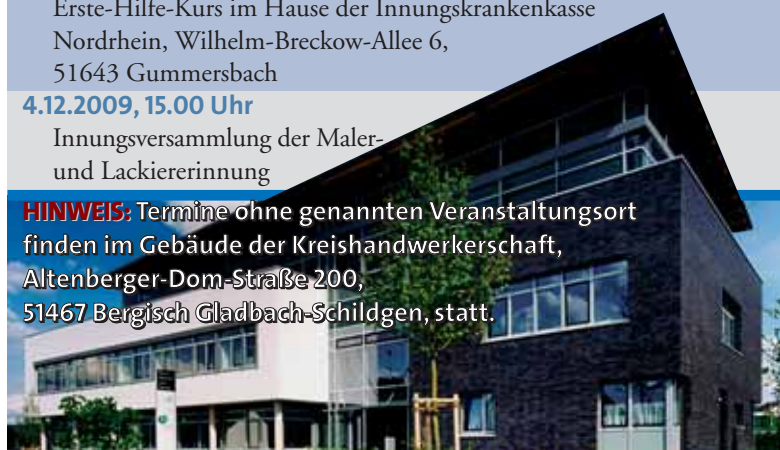 Erste-Hilfe-Kurs im Hause der Innungskrankenkasse
Nordrhein, Wilhelm-Breckow-Allee 6,
51643 Gummersbach
4.12.2009, 15.00 Uhr
Innungsversammlung der Maler-
und Lackiererinnung
HINWEIS: Termine ohne genannten Veranstaltungsort
finden im Gebäude der Kreishandwerkerschaft,
Altenberger-Dom-Straße 200,
51467 Bergisch Gladbach-Schildgen, statt.